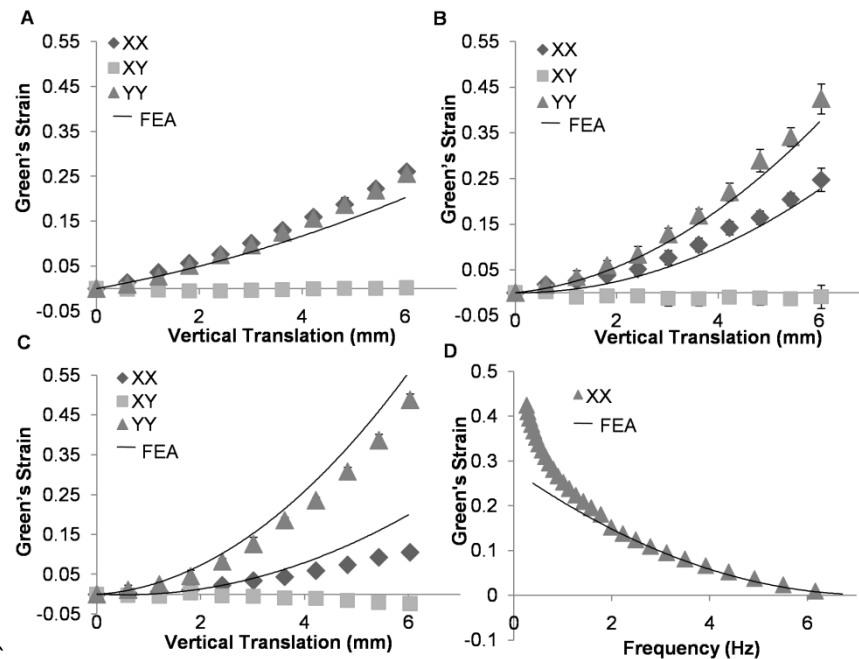 A
0.55
0.45
0.35
0.25
0.15
0.05
-0.05
Green's Strain
XX
XY
YY
FEA
0
2
4
6
Vertical Translation (mm)
B
0.55
0.45
0.35
0.25
0.15
0.05
-0.05
Green's Strain
XX
XY
YY
FEA
0
2
4
6
Vertical Translation (mm)
C
0.55
0.45
0.35
0.25
0.15
0.05
-0.05
Green's Strain
XX
XY
YY
FEA
0
2
4
6
Vertical Translation (mm)
D
0.5
0.4
0.3
0.2
0.1
0
-0.1
Green's Strain
XX
FEA
0
2
4
6
Frequency (Hz)